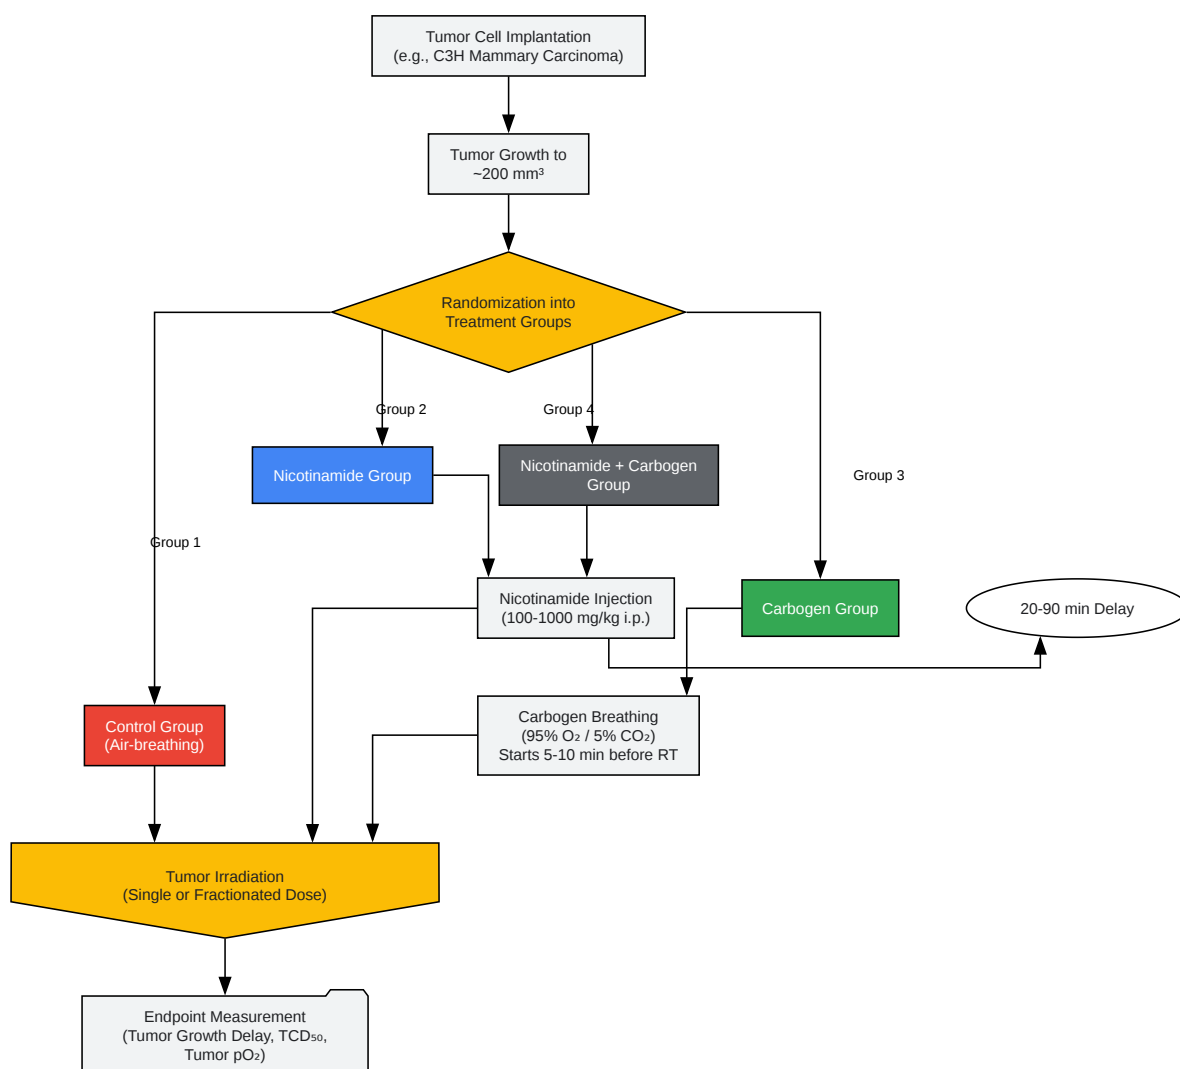 Tumor Cell Implantation
(e.g., C3H Mammary Carcinoma)
Tumor Growth to
~200 mm³
Randomization into
Treatment Groups
Group 2
Group 4
Nicotinamide Group
Nicotinamide + Carbogen
Group
Group 3
Group 1
Nicotinamide Injection
(100-1000 mg/kg i.p.)
Carbogen Group
20-90 min Delay
Control Group
(Air-breathing)
Carbogen Breathing
(95% O₂ / 5% CO₂)
Starts 5-10 min before RT
Tumor Irradiation
(Single or Fractionated Dose)
Endpoint Measurement
(Tumor Growth Delay, TCD₅₀,
Tumor pO₂)